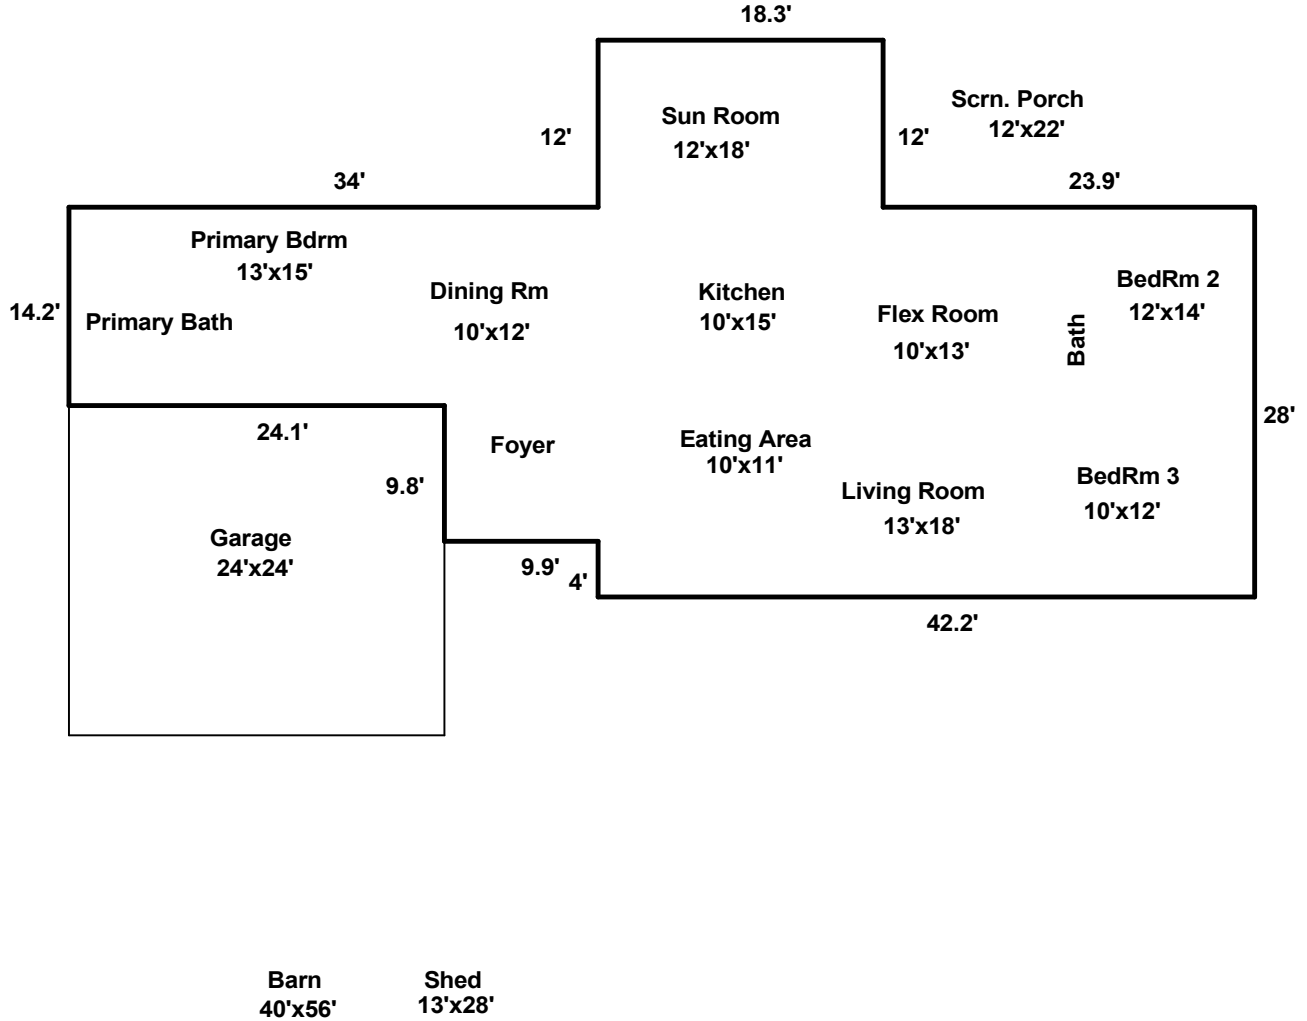 18.3'
Scrn. Porch
12'x22'
Sun Room
12'x18'
12'
12'
34'
23.9'
Primary Bdrm
13'x15'
Dining Rm
10'x12'
Kitchen
10'x15'
Flex Room
10'x13'
Bath
BedRm 2
12'x14'
14.2'
Primary Bath
28'
24.1'
Foyer
Eating Area
10'x11'
9.8'
Living Room
13'x18'
BedRm 3
10'x12'
Garage
24'x24'
9.9'
4'
42.2'
Barn
40'x56'
Shed
13'x28'